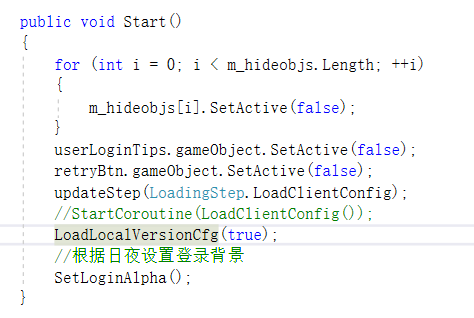 public void Start()
{
for (int i = 0; i < m_hideobjs.Length; ++i)
{
m_hideobjs[i].SetActive(false);
}
userLoginTips.gameObject.SetActive(false);
retryBtn.gameObject.SetActive(false);
updateStep(LoadingStep.LoadClientConfig);
//StartCoroutine(LoadClientConfig());
LoadLocalVersionCfg(true);
//根据日夜设置登录背景
SetLoginAlpha();
}